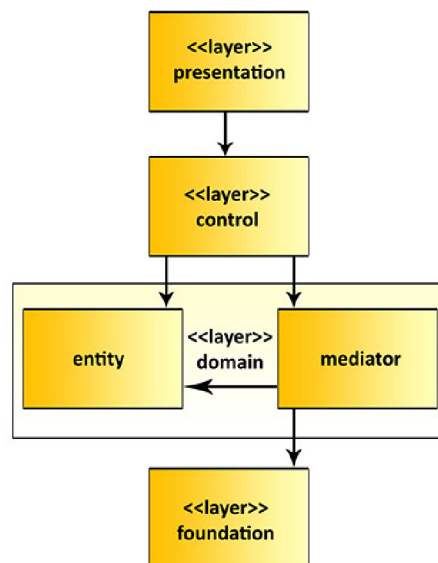 <<layer>>
presentation
<<layer>>
control
entity
<<layer>>
domain
mediator
<<layer>>
foundation